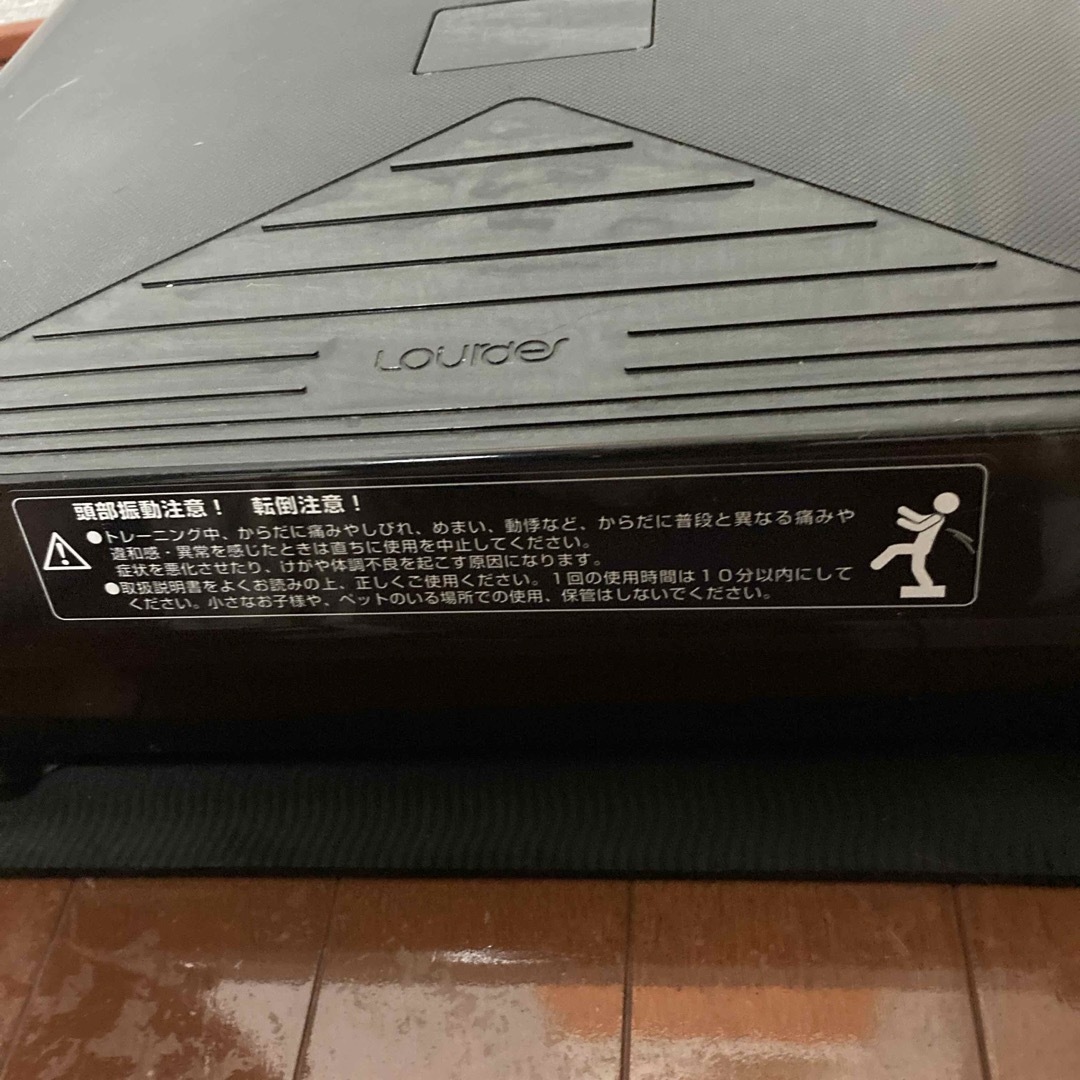 Lourdes
頭部振動注意! 転倒注意!
●トレーニング中、からだに痛みやしびれ、めまい、動悸など、からだに普段と異なる痛みや
違和感・異常を感じたときは直ちに使用を中止してください。
症状を悪化させたり、けがや体調不良を起こす原因になります。
●取扱説明書をよくお読みの上、正しくご使用ください。1回の使用時間は10分以内にして
ください。小さなお子様や、ペットのいる場所での使用、保管はしないでください。